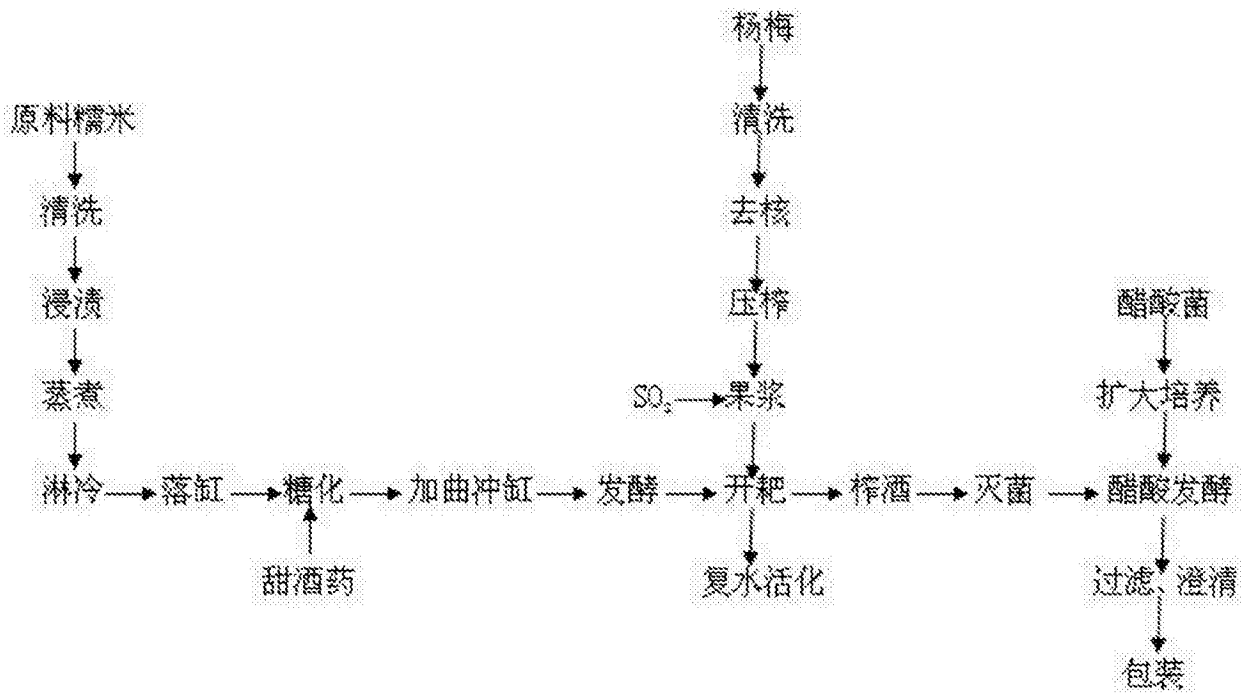 杨梅
原料糯米
清洗
清洗
去核
浸渍
压榨
醋酸菌
蒸煮
SO₂
果浆
扩大培养
淋冷
落缸
糖化
加曲冲缸
发酵
开耙
榨酒
灭菌
醋酸发酵
甜酒药
复水活化
过滤、澄清
包装